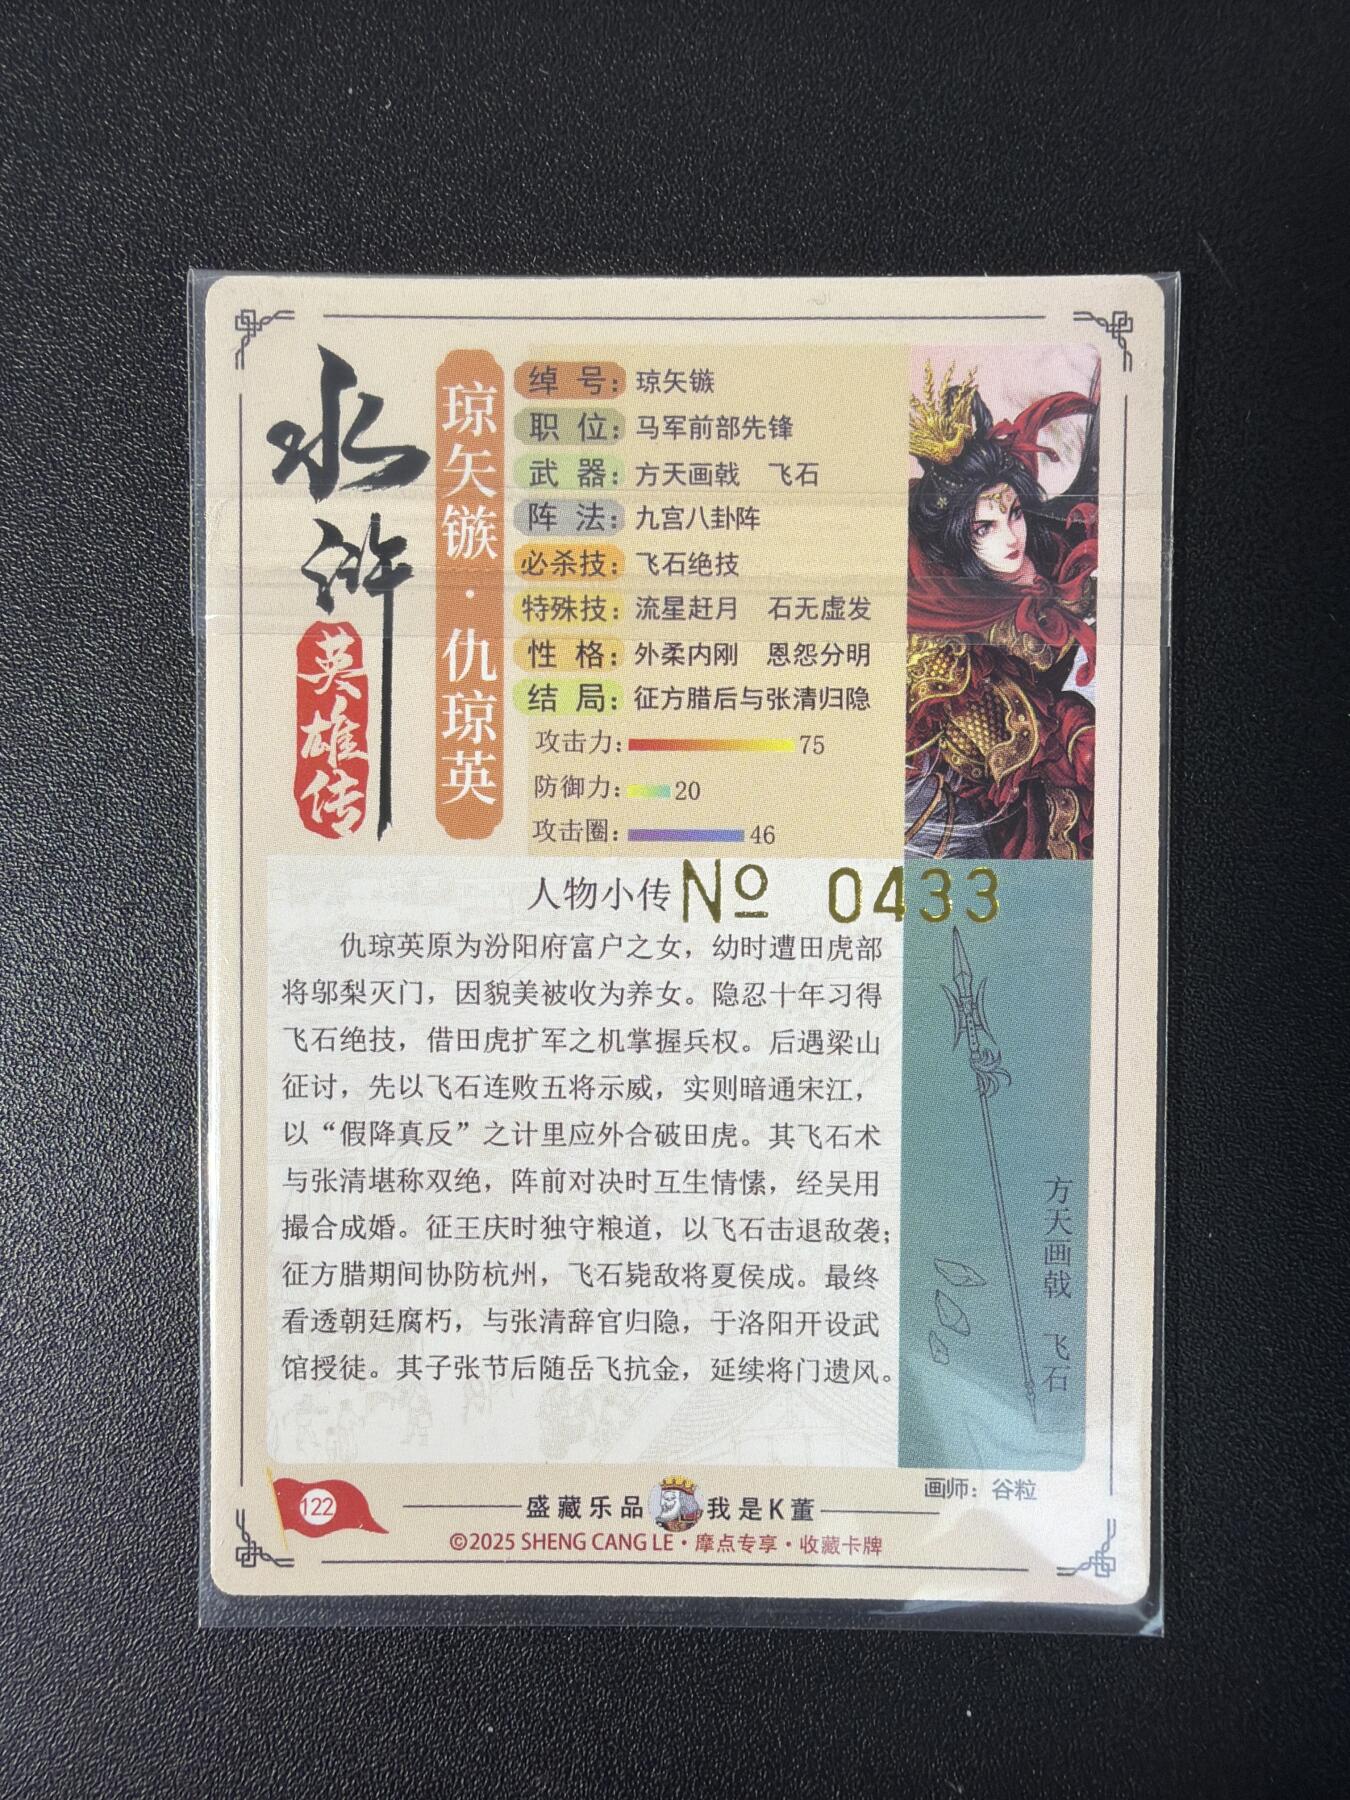 水浒
英雄传
琼矢镞·仇琼英
绰号：琼矢镞
职位：马军前部先锋
武器：方天画戟 飞石
阵法：九宫八卦阵
必杀技：飞石绝技
特殊技：流星赶月 石无虚发
性格：外柔内刚 恩怨分明
结局：征方腊后与张清归隐
攻击力：75
防御力：20
攻击圈：46
人物小传
№ 0433
仇琼英原为汾阳府富户之女，幼时遭田虎部
将邬梨灭门，因貌美被收为养女。隐忍十年习得
飞石绝技，借田虎扩军之机掌握兵权。后遇梁山
征讨，先以飞石连败五将示威，实则暗通宋江，
以“假降真反”之计里应外合破田虎。其飞石术
与张清堪称双绝，阵前对决时互生情愫，经吴用
撮合成婚。征王庆时独守粮道，以飞石击退敌袭；
征方腊期间协防杭州，飞石毙敌将夏侯成。最终
看透朝廷腐朽，与张清辞官归隐，于洛阳开设武
馆授徒。其子张节后随岳飞抗金，延续将门遗风。
方天画戟 飞石
画师：谷粒
122
盛藏乐品 我是K董
©2025 SHENG CANG LE·摩点专享·收藏卡牌